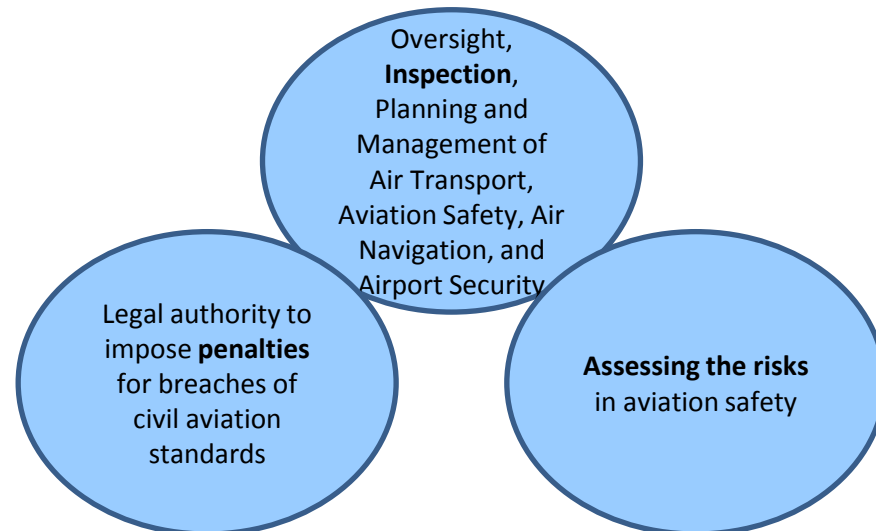 Oversight,
Inspection,
Planning and
Management of
Air Transport,
Aviation Safety, Air
Navigation, and
Airport Security
Legal authority to
impose penalties
for breaches of
civil aviation
standards
Assessing the risks
in aviation safety